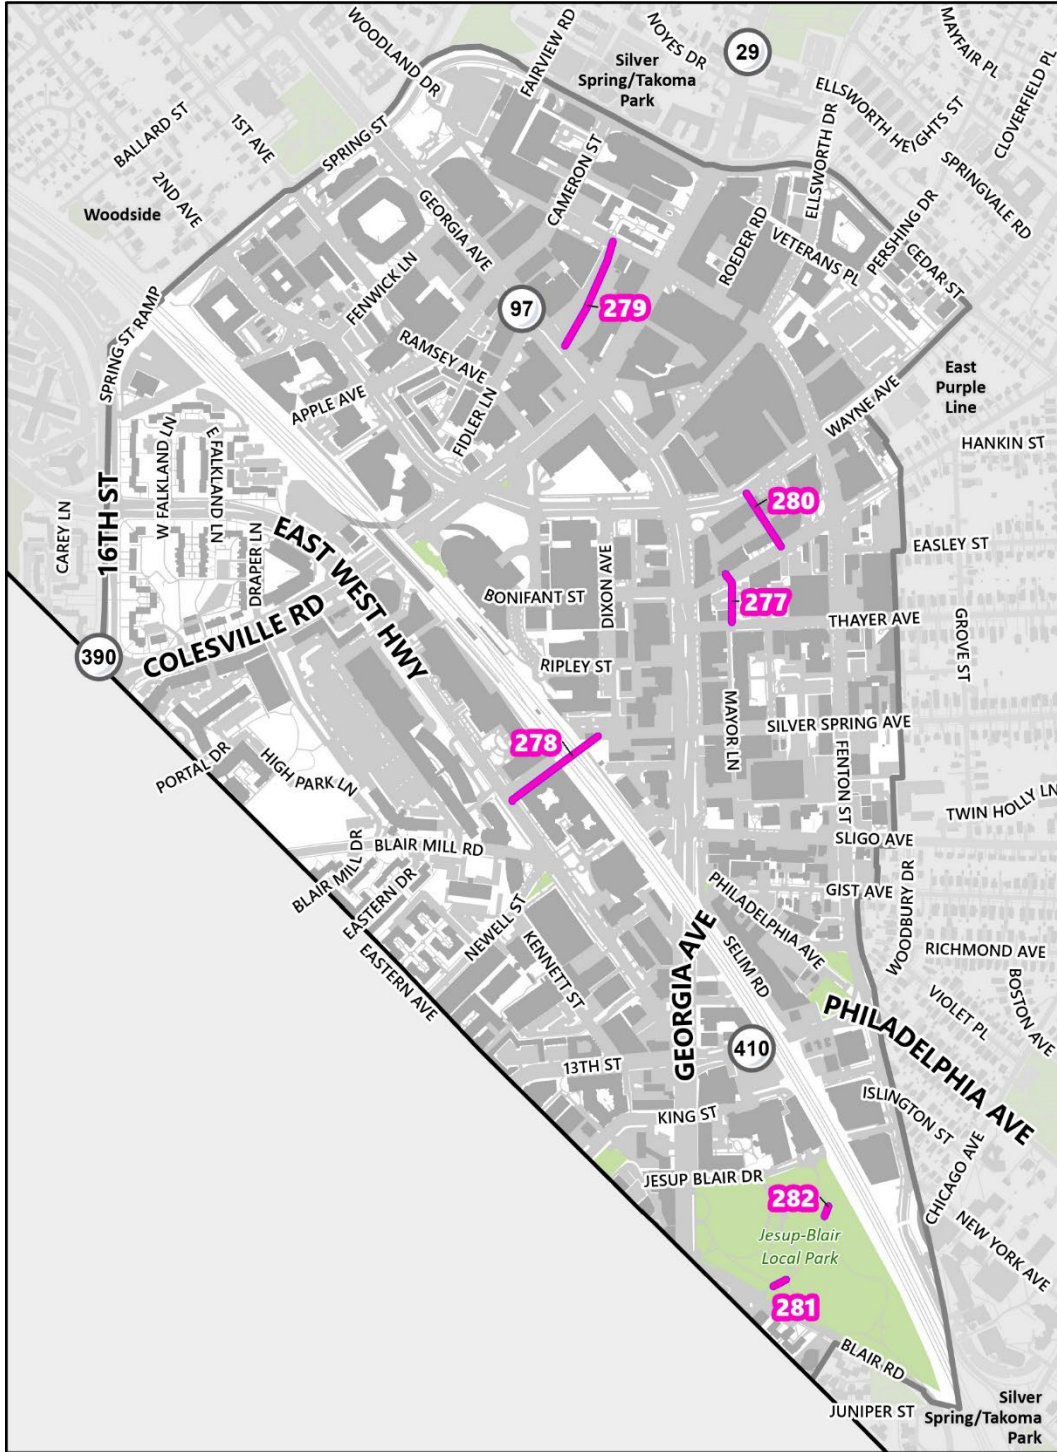 WOODLAND DR
FAIRVIEW RD
NOYES DR
29
MAYFAIR PL
CLOVERFIELD PL
Silver
Spring/Takoma
Park
ELLSWORTH HEIGHTS ST
ELLSWORTH DR
SPRINGVALE RD
BALLARD ST
1ST AVE
SPRING ST
2ND AVE
Woodside
CAMERON ST
GEORGIA AVE
ROEDER RD
VETERANS PL
PERSHING DR
CEDAR ST
FENWICK LN
97
279
SPRING ST RAMP
RAMSEY AVE
APPLE AVE
FIDLER LN
WAYNE AVE
East
Purple
Line
HANKIN ST
16TH ST
W FALKLAND LN
E FALKLAND LN
CAREY LN
DRAPER LN
280
EASLEY ST
EAST WEST HWY
BONIFANT ST
DIXON AVE
277
THAYER AVE
GROVE ST
390
COLESVILLE RD
RIPLEY ST
MAYOR LN
SILVER SPRING AVE
278
PORTAL DR
HIGH PARK LN
FENTON ST
TWIN HOLLY LN
BLAIR MILL RD
SLIGO AVE
BLAIR MILL DR
EASTERN DR
GIST AVE
WOODBURY DR
PHILADELPHIA AVE
NEWELL ST
KENNETT ST
SELIM RD
RICHMOND AVE
EASTERN AVE
GEORGIA AVE
VIOLET PL
BOSTON AVE
PHILADELPHIA AVE
410
13TH ST
KING ST
ISLINGTON ST
CHICAGO AVE
JESUP BLAIR DR
282
NEW YORK AVE
Jesup-Blair
Local Park
281
BLAIR RD
JUNIPER ST
Silver
Spring/Takoma
Park